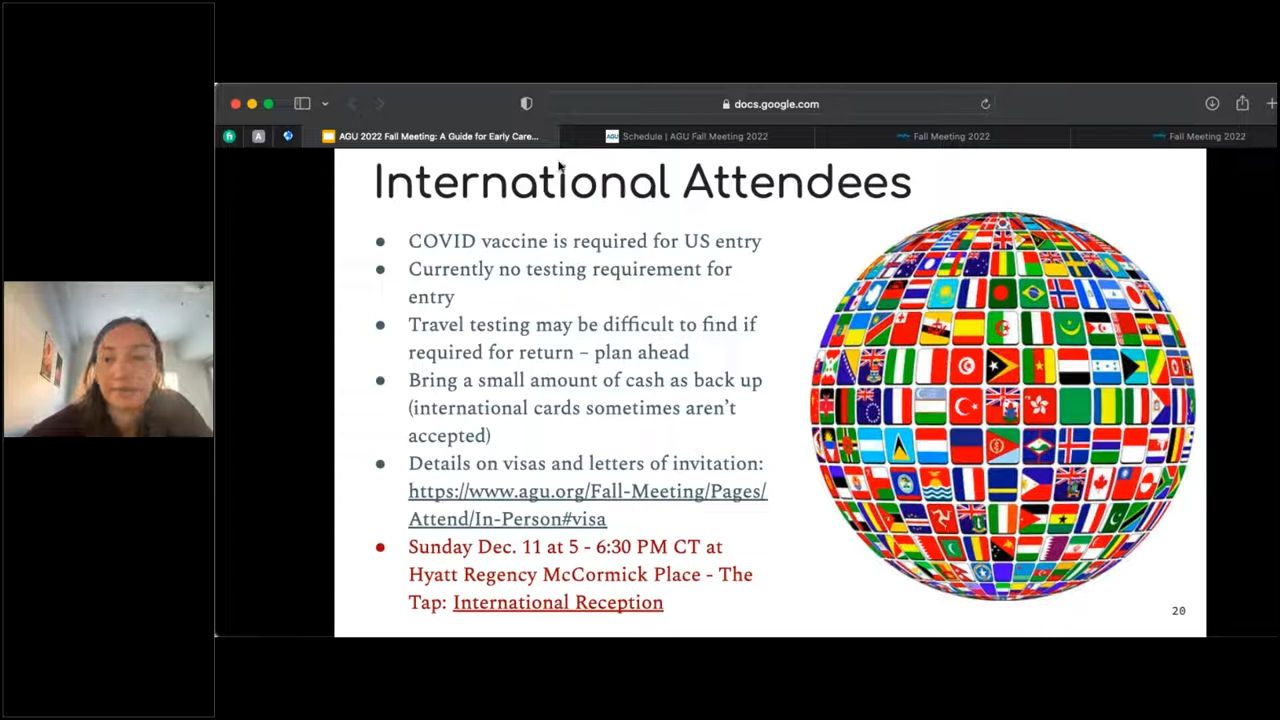 docs.google.com
AGU 2022 Fall Meeting: A Guide for Early Care...
AGU
Schedule | AGU Fall Meeting 2022
Fall Meeting 2022
Fall Meeting 2022
International Attendees
● COVID vaccine is required for US entry
● Currently no testing requirement for
entry
● Travel testing may be difficult to find if
required for return – plan ahead
● Bring a small amount of cash as back up
(international cards sometimes aren't
accepted)
● Details on visas and letters of invitation:
https://www.agu.org/Fall-Meeting/Pages/
Attend/In-Person#visa
● Sunday Dec. 11 at 5 - 6:30 PM CT at
Hyatt Regency McCormick Place - The
Tap: International Reception
20